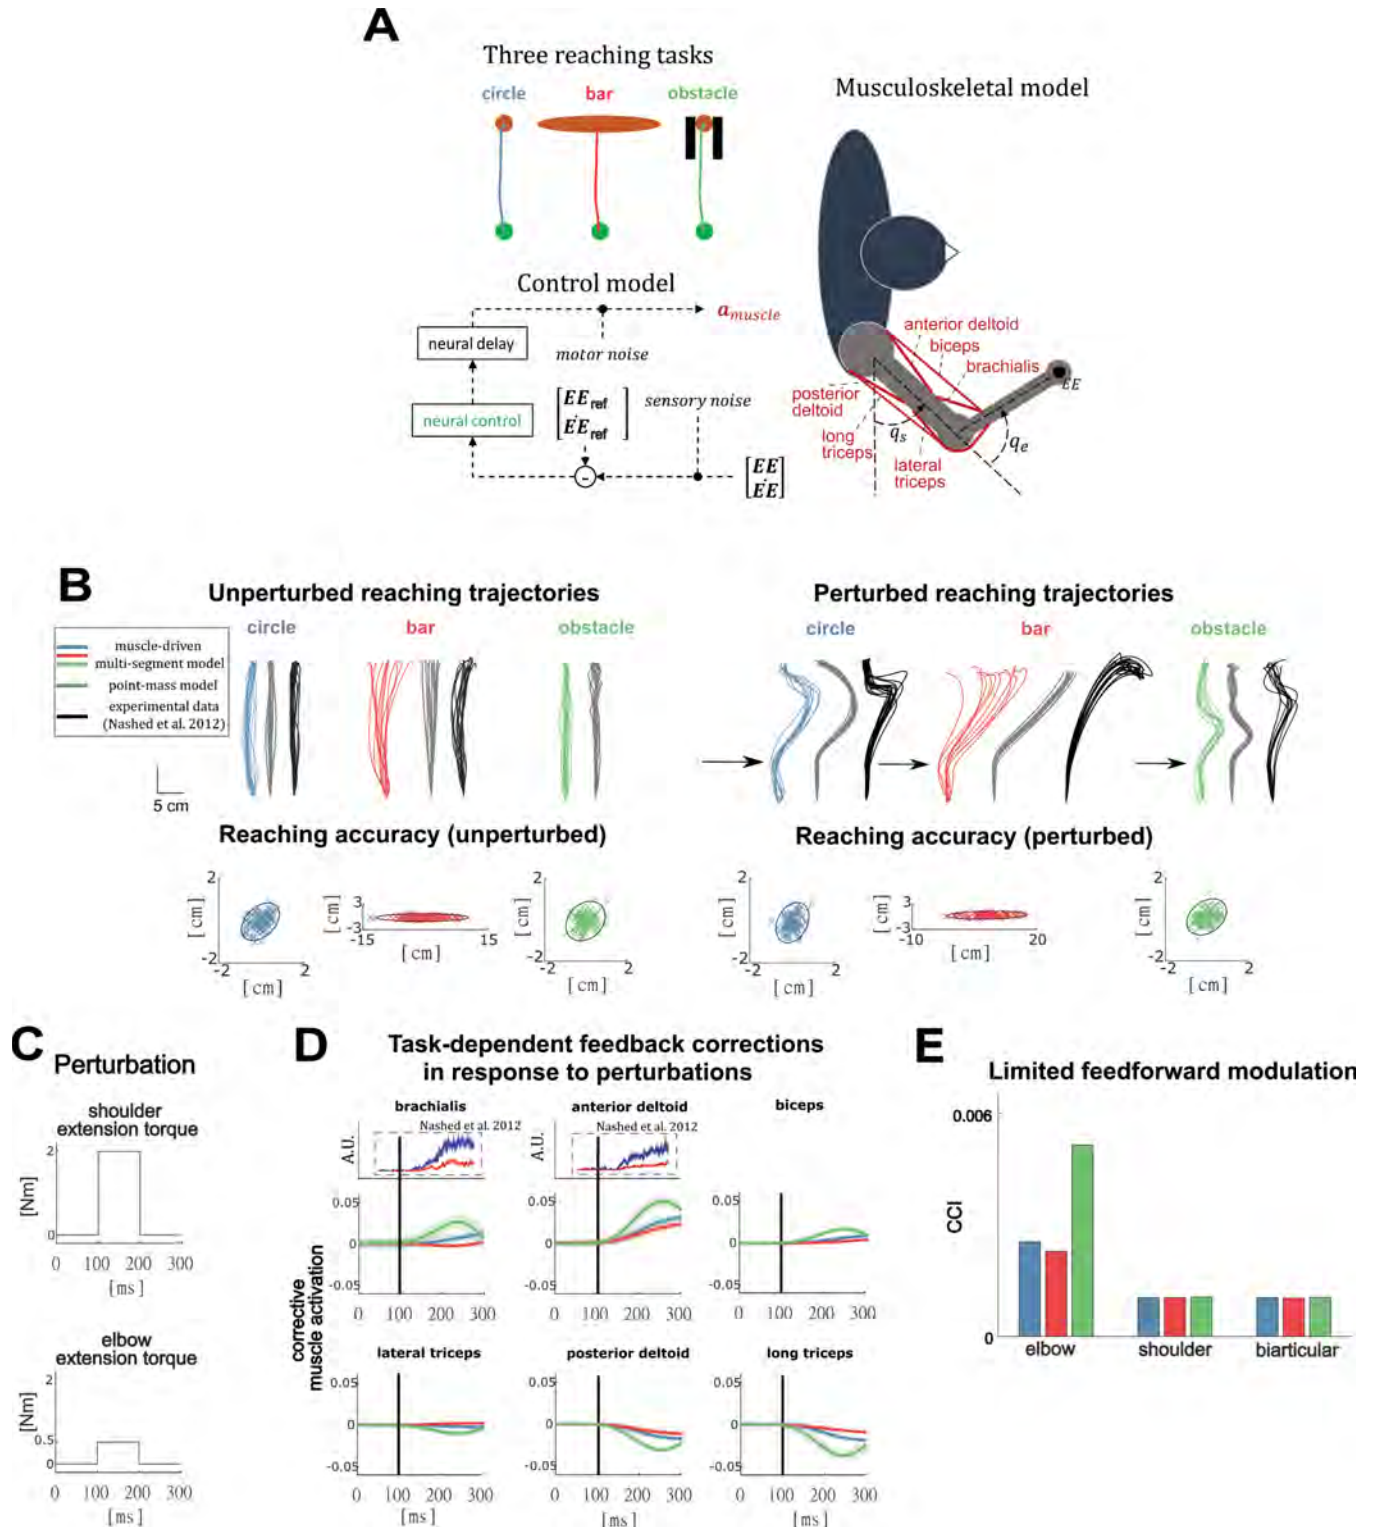 A
Three reaching tasks
circle bar obstacle
Musculoskeletal model
Control model
a muscle
neural delay
motor noise
neural control
EE ref
ĖE ref
sensory noise
-
EE
ĖE
anterior deltoid
biceps
brachialis
EE
posterior
deltoid
long
triceps
lateral
triceps
qs
qe
B
Unperturbed reaching trajectories
Perturbed reaching trajectories
circle bar obstacle
circle bar obstacle
muscle-driven
multi-segment model
point-mass model
experimental data
(Nashed et al. 2012)
5 cm
Reaching accuracy (unperturbed)
Reaching accuracy (perturbed)
2
[cm]
-2
-2 2
[cm]
3
[cm]
-3
-15 15
[cm]
2
[cm]
-2
-2 2
[cm]
2
[cm]
-2
-2 2
[cm]
3
[cm]
-3
-10 20
[cm]
2
[cm]
-2
-2 2
[cm]
C
Perturbation
shoulder
extension torque
2
[Nm]
0
0 100 200 300
[ms]
elbow
extension torque
2
[Nm]
0.5
0
0 100 200 300
[ms]
D
Task-dependent feedback corrections
in response to perturbations
brachialis
anterior deltoid
biceps
Nashed et al. 2012
Nashed et al. 2012
A.U.
A.U.
0.05
0
-0.05
0 100 200 300
0.05
0
-0.05
0 100 200 300
0.05
0
-0.05
0 100 200 300
corrective
muscle activation
lateral triceps
posterior deltoid
long triceps
0.05
0
-0.05
0 100 200 300
[ms]
0.05
0
-0.05
0 100 200 300
[ms]
0.05
0
-0.05
0 100 200 300
[ms]
E
Limited feedforward modulation
0.006
CCI
0
elbow shoulder biarticular